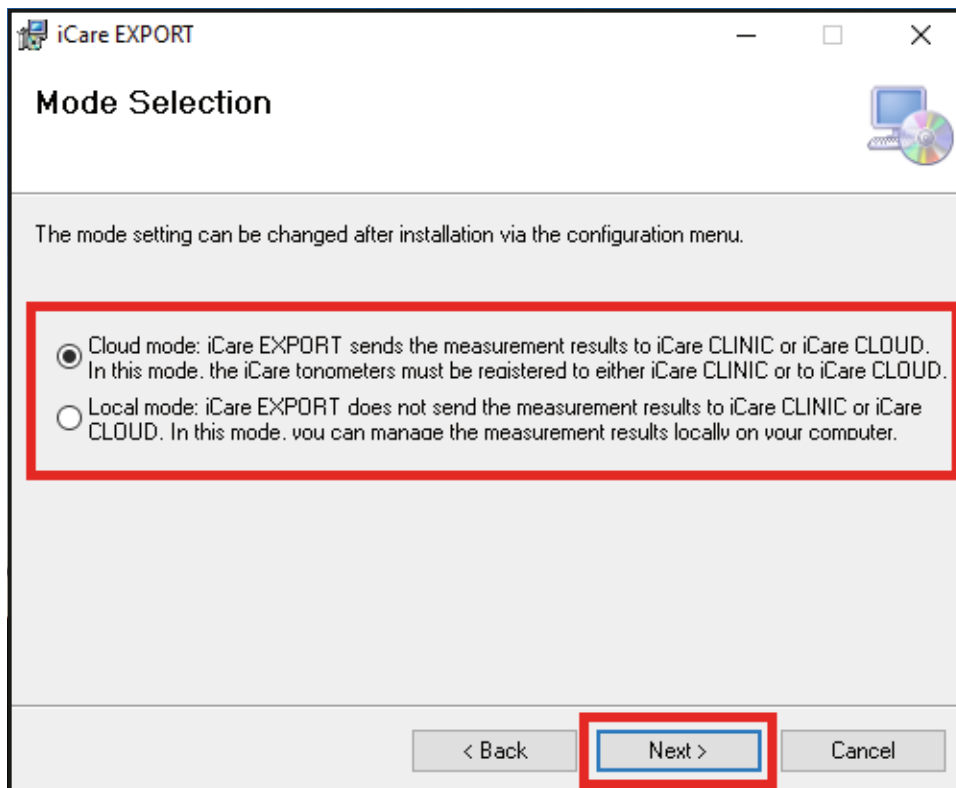 iCare EXPORT
Mode Selection
The mode setting can be changed after installation via the configuration menu.
Cloud mode: iCare EXPORT sends the measurement results to iCare CLINIC or iCare CLOUD.
In this mode, the iCare tonometers must be registered to either iCare CLINIC or to iCare CLOUD.
Local mode: iCare EXPORT does not send the measurement results to iCare CLINIC or iCare
CLOUD. In this mode, you can manage the measurement results locally on your computer.
< Back
Next >
Cancel